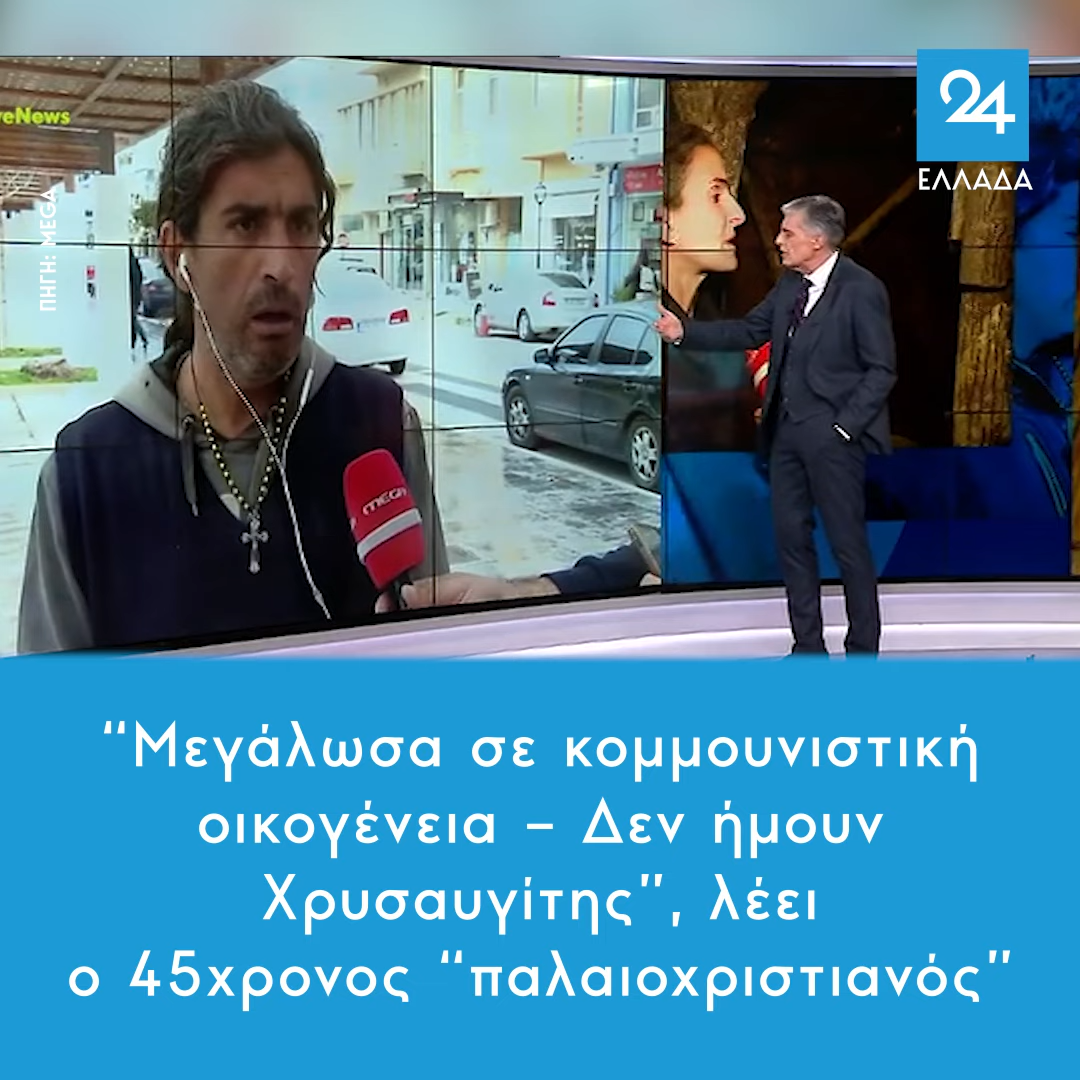 veNews
24
ΕΛΛΑΔΑ
ΠΗΓΗ: MEGA
MEGA
“Μεγάλωσα σε κομμουνιστική
οικογένεια – Δεν ήμουν
Χρυσαυγίτης”, λέει
ο 45χρονος “παλαιοχριστιανός”